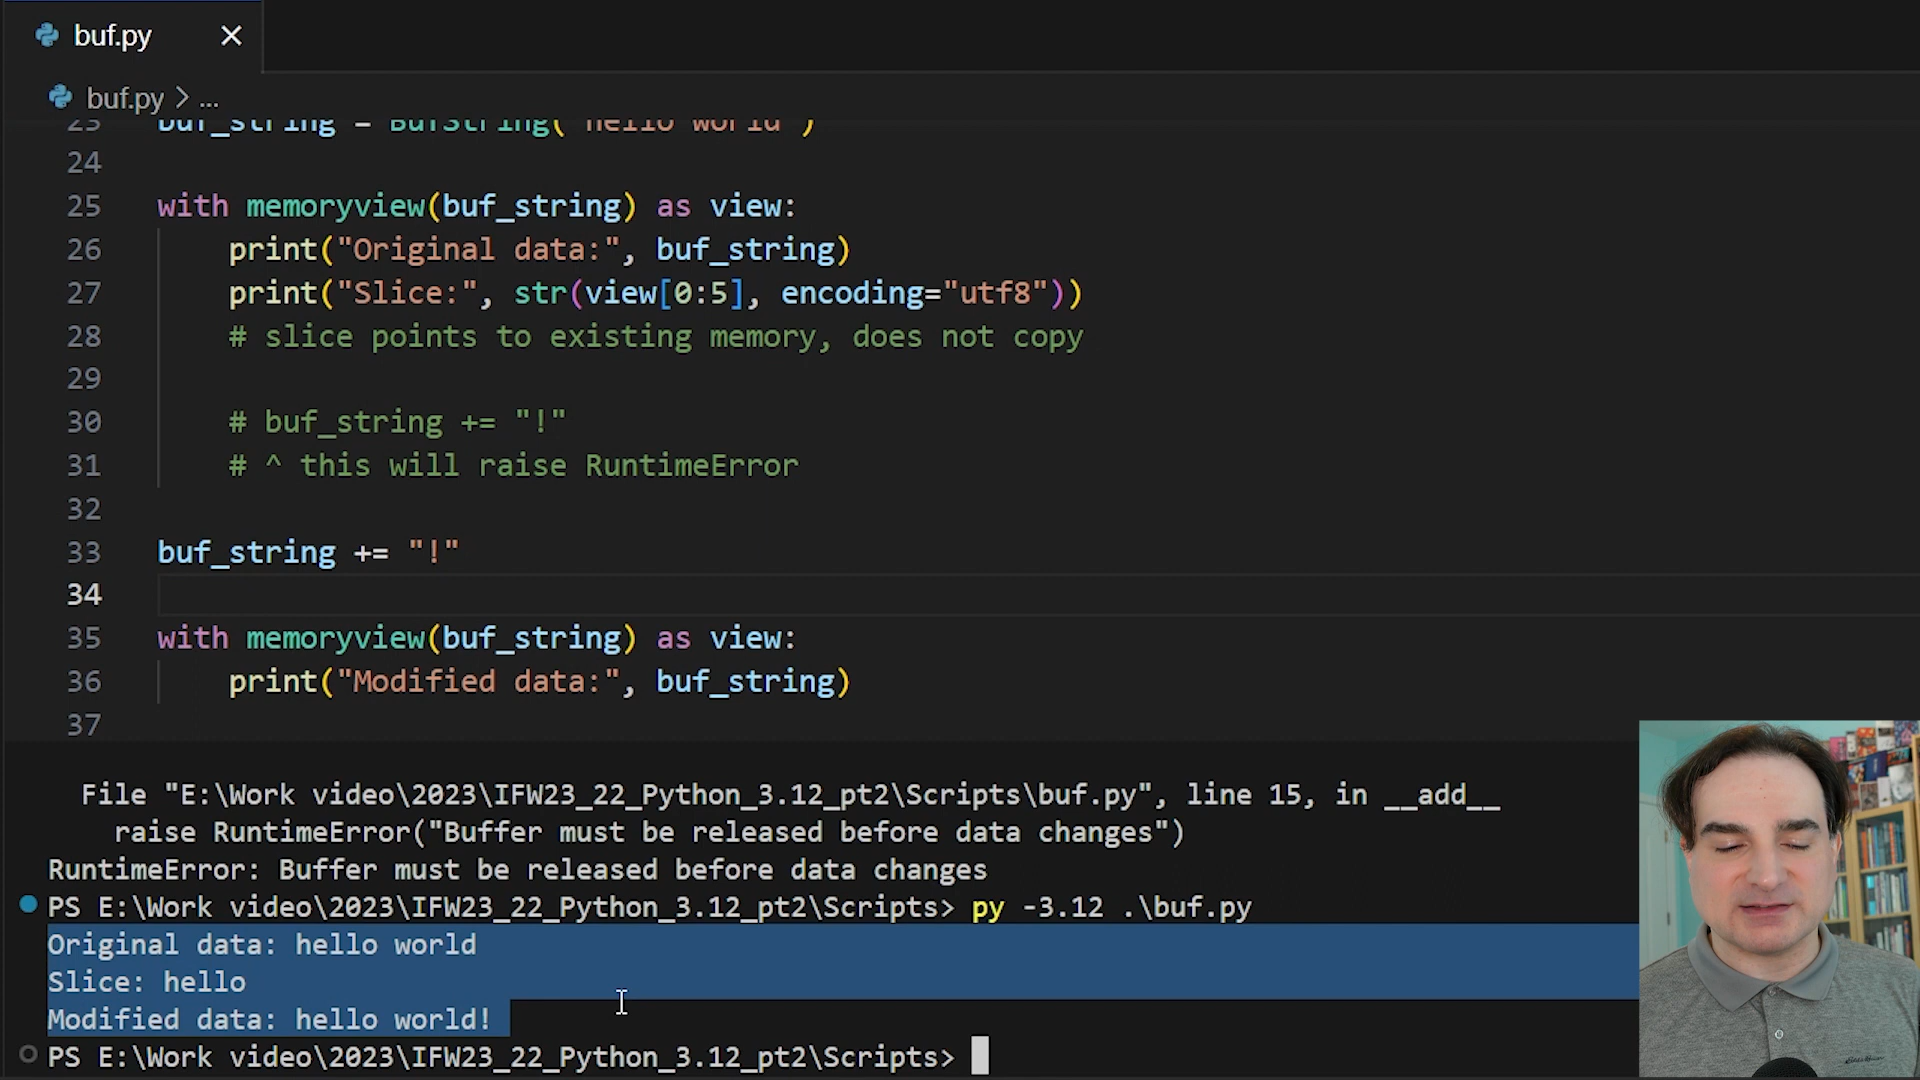 buf.py
buf.py > ...
23 buf_string = BufString("hello world")
24
25 with memoryview(buf_string) as view:
26 print("Original data:", buf_string)
27 print("Slice:", str(view[0:5], encoding="utf8"))
28 # slice points to existing memory, does not copy
29
30 # buf_string += "!"
31 # ^ this will raise RuntimeError
32
33 buf_string += "!"
34
35 with memoryview(buf_string) as view:
36 print("Modified data:", buf_string)
37
File "E:\Work video\2023\IFW23_22_Python_3.12_pt2\Scripts\buf.py", line 15, in __add__
raise RuntimeError("Buffer must be released before data changes")
RuntimeError: Buffer must be released before data changes
PS E:\Work video\2023\IFW23_22_Python_3.12_pt2\Scripts> py -3.12 .\buf.py
Original data: hello world
Slice: hello
Modified data: hello world!
PS E:\Work video\2023\IFW23_22_Python_3.12_pt2\Scripts>